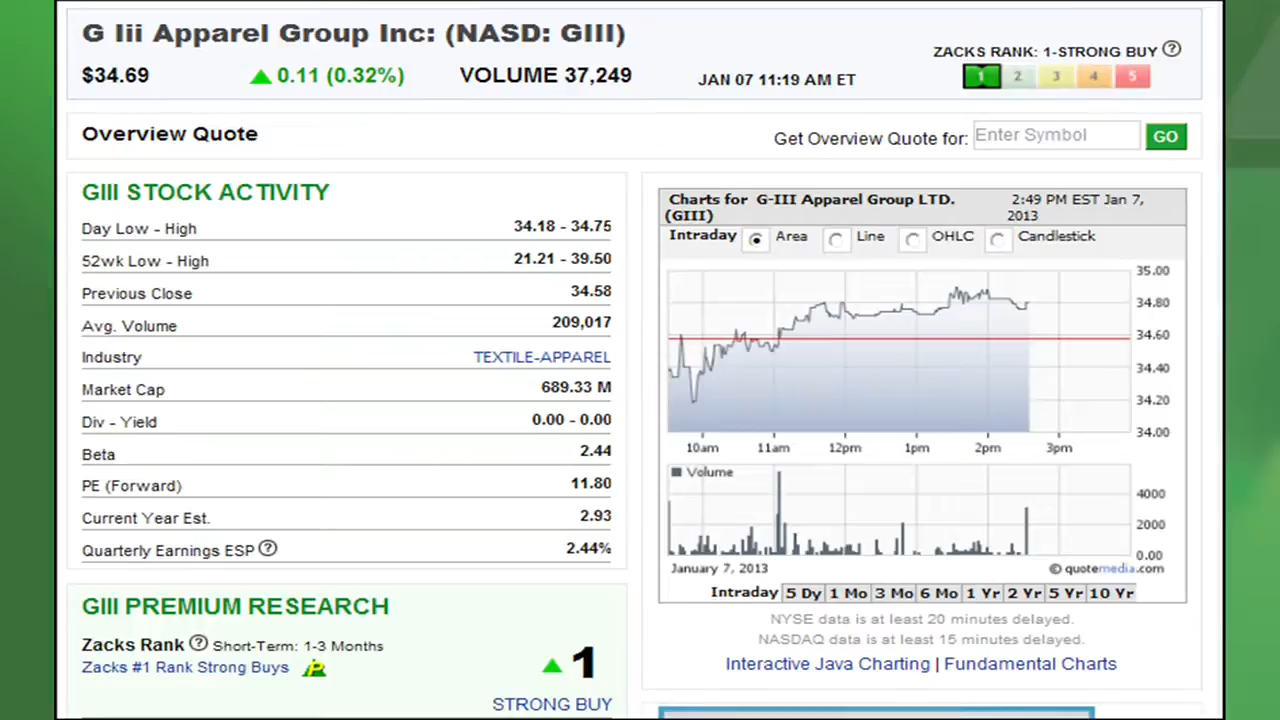 G Iii Apparel Group Inc: (NASD: GIII)
$34.69 0.11 (0.32%) VOLUME 37,249 JAN 07 11:19 AM ET
ZACKS RANK: 1-STRONG BUY ?
1 2 3 4 5
Overview Quote
Get Overview Quote for: Enter Symbol GO
GIII STOCK ACTIVITY
Day Low - High 34.18 - 34.75
52wk Low - High 21.21 - 39.50
Previous Close 34.58
Avg. Volume 209,017
Industry TEXTILE-APPAREL
Market Cap 689.33 M
Div - Yield 0.00 - 0.00
Beta 2.44
PE (Forward) 11.80
Current Year Est. 2.93
Quarterly Earnings ESP ? 2.44%
GIII PREMIUM RESEARCH
Zacks Rank ? Short-Term: 1-3 Months
Zacks #1 Rank Strong Buys
1
STRONG BUY
Charts for G-III Apparel Group LTD.
(GIII)
2:49 PM EST Jan 7,
2013
Intraday Area Line OHLC Candlestick
35.00
34.80
34.60
34.40
34.20
34.00
10am 11am 12pm 1pm 2pm 3pm
Volume
4000
2000
0.00
January 7, 2013 © quotemedia.com
Intraday 5 Dy 1 Mo 3 Mo 6 Mo 1 Yr 2 Yr 5 Yr 10 Yr
NYSE data is at least 20 minutes delayed.
NASDAQ data is at least 15 minutes delayed.
Interactive Java Charting | Fundamental Charts